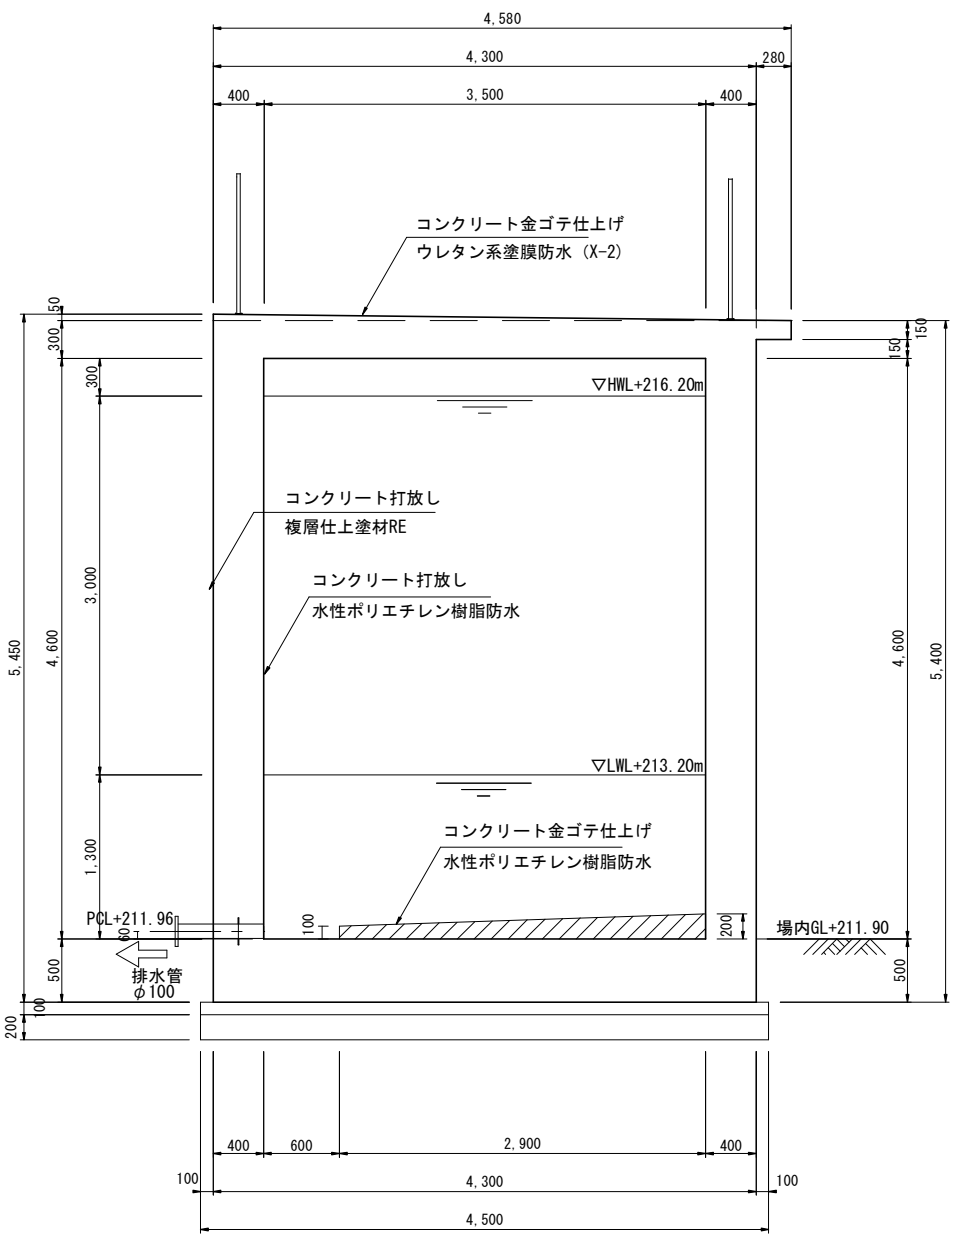 4,580
4,300
280
400
3,500
400
コンクリート金ゴテ仕上げ
ウレタン系塗膜防水（X-2）
50
300
300
150
150
▽HWL+216.20m
コンクリート打放し
複層仕上塗材RE
コンクリート打放し
水性ポリエチレン樹脂防水
3,000
4,600
5,450
4,600
5,400
▽LWL+213.20m
コンクリート金ゴテ仕上げ
水性ポリエチレン樹脂防水
1,300
PCL+211.96
60
100
200
場内GL+211.90
排水管
φ100
500
500
100
200
400
600
2,900
400
100
4,300
100
4,500